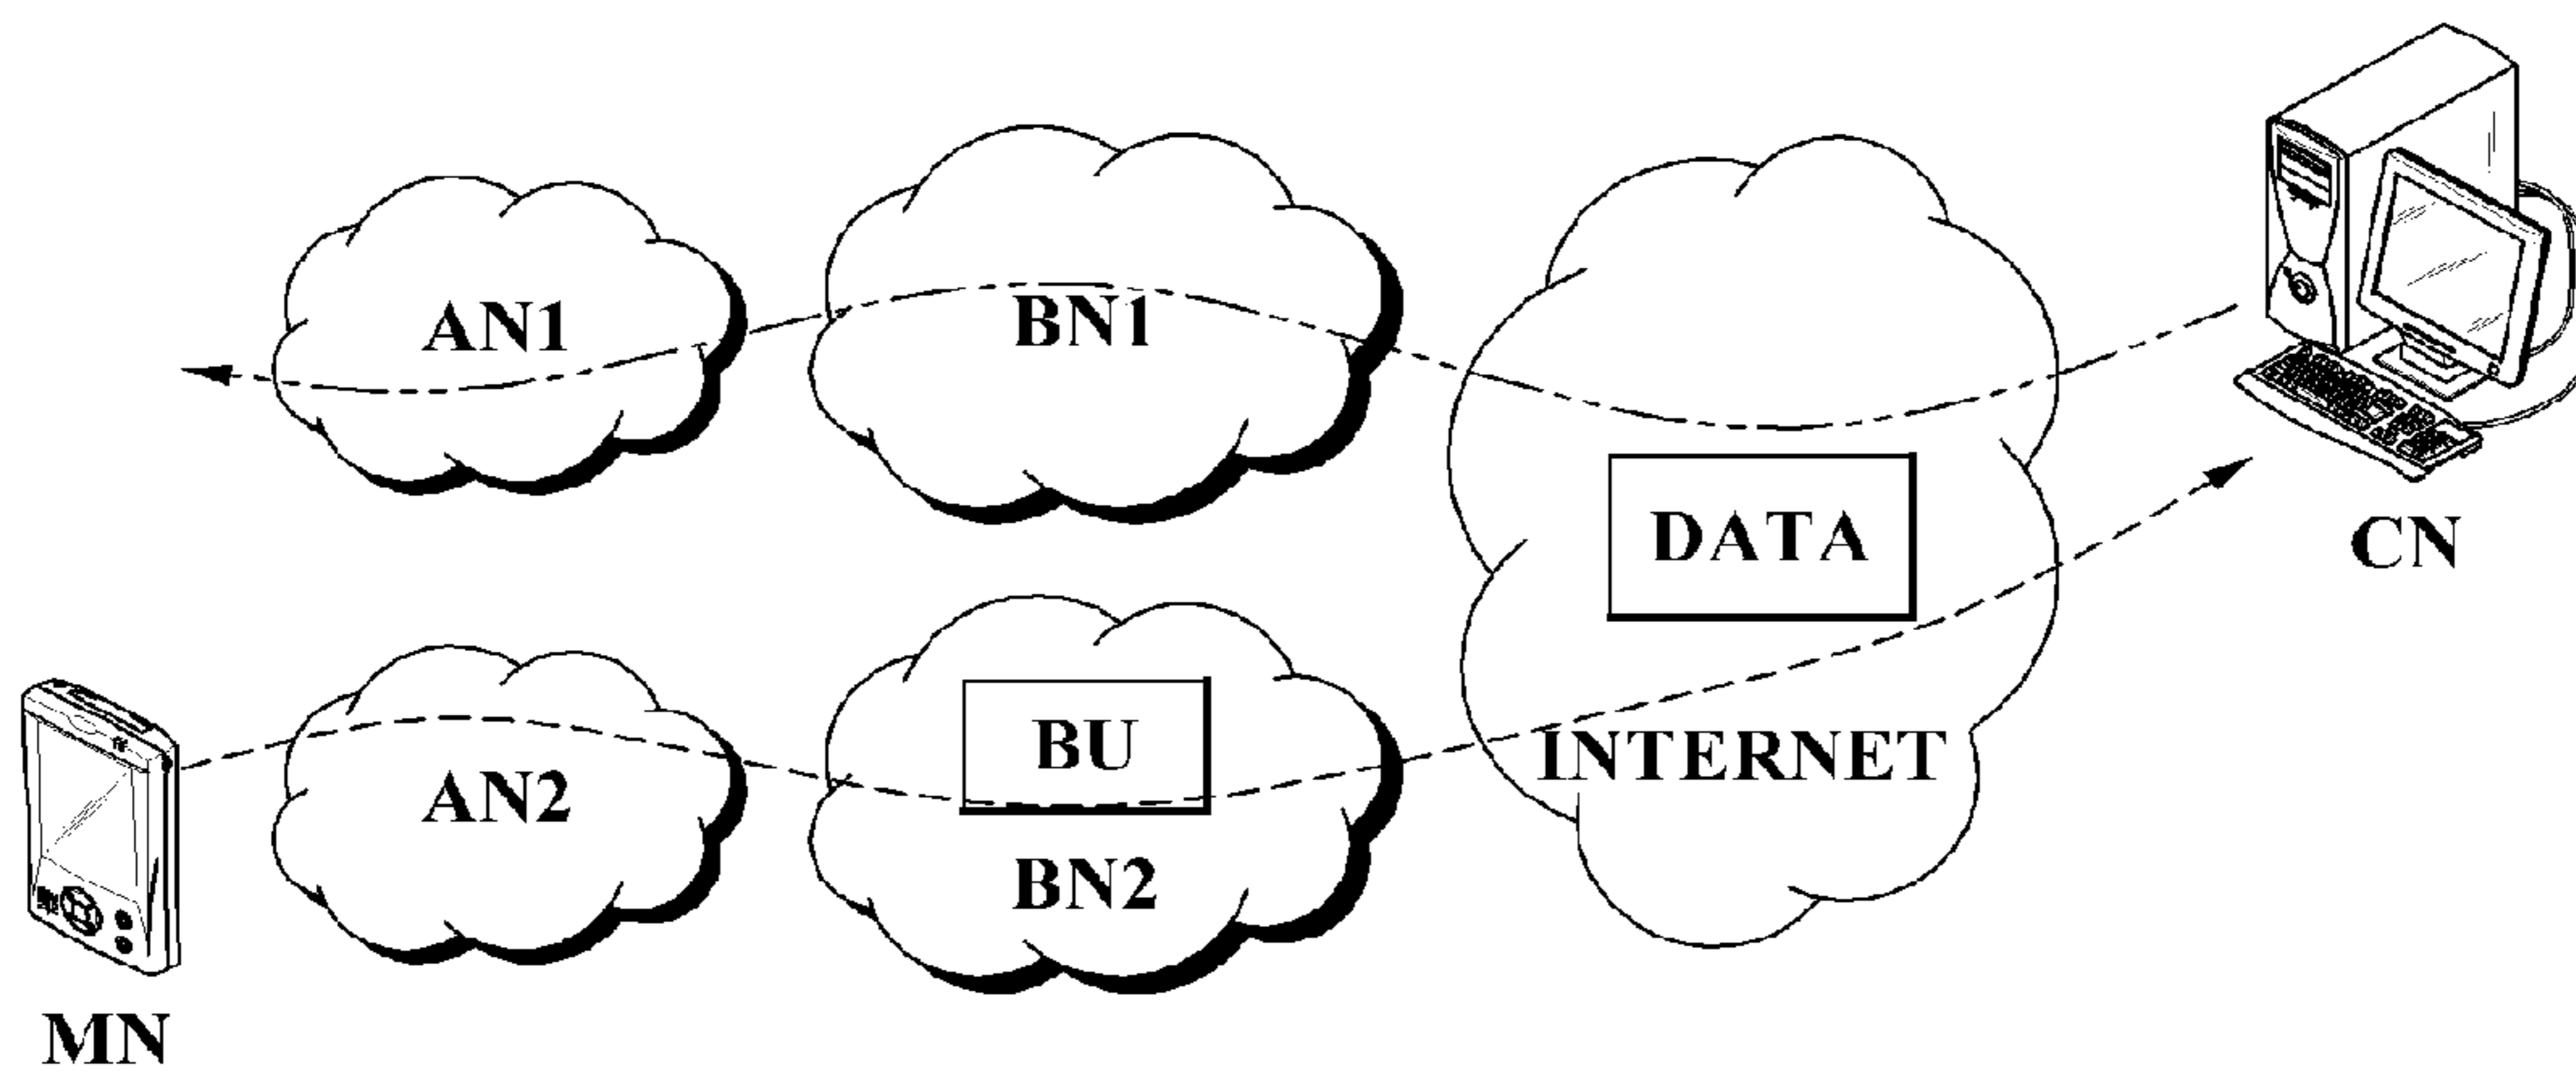 AN1
BN1
DATA
CN
BU
INTERNET
AN2
BN2
MN